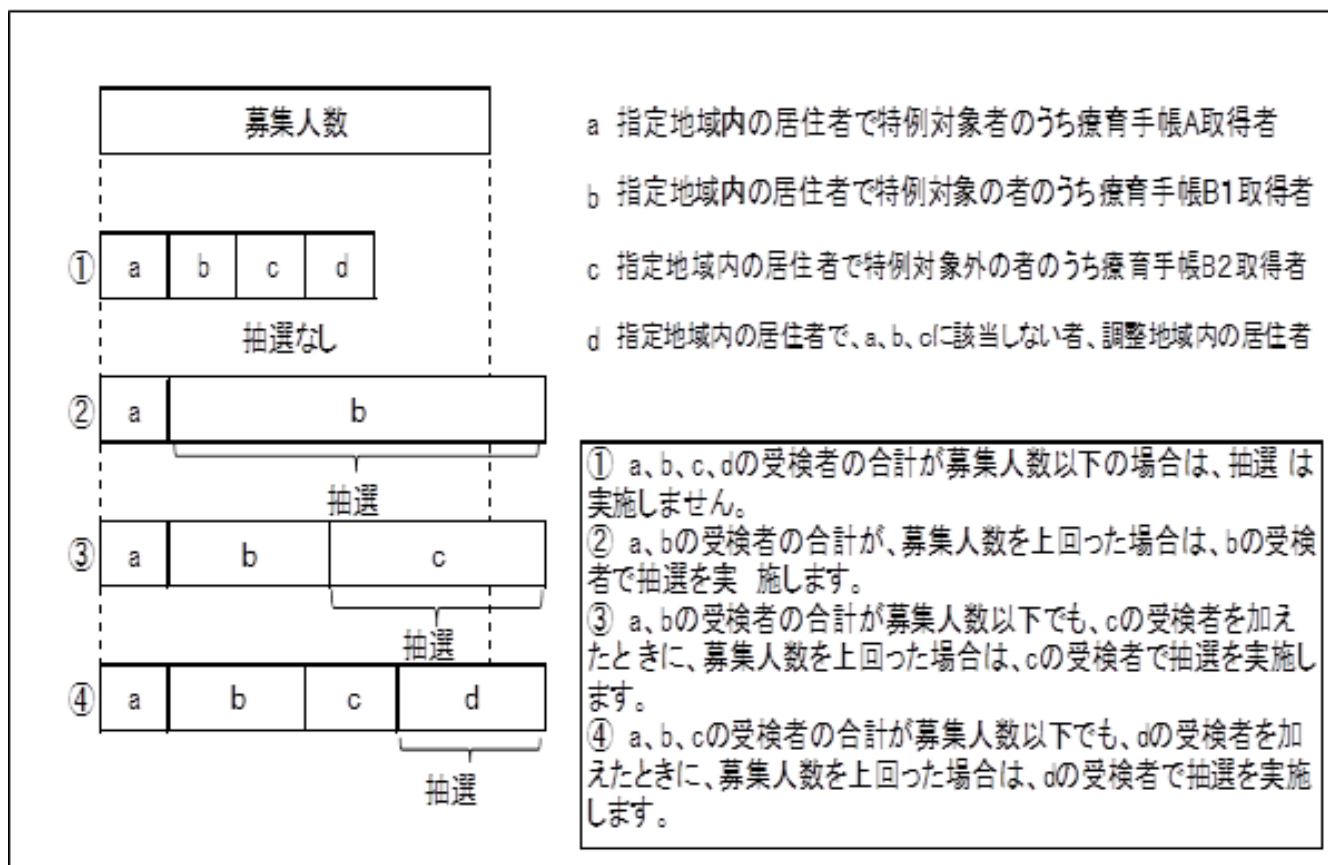 募集人数
a 指定地域内の居住者で特例対象者のうち療育手帳A取得者
b 指定地域内の居住者で特例対象の者のうち療育手帳B1取得者
c 指定地域内の居住者で特例対象外の者のうち療育手帳B2取得者
d 指定地域内の居住者で、a、b、cに該当しない者、調整地域内の居住者
① a b c d
抽選なし
② a b
抽選
③ a b c
抽選
④ a b c d
抽選
① a、b、c、dの受検者の合計が募集人数以下の場合は、抽選 は
実施しません。
② a、bの受検者の合計が、募集人数を上回った場合は、bの受検
者で抽選を実 施します。
③ a、bの受検者の合計が募集人数以下でも、cの受検者を加え
たときに、募集人数を上回った場合は、cの受検者で抽選を実施し
ます。
④ a、b、cの受検者の合計が募集人数以下でも、dの受検者を加
えたときに、募集人数を上回った場合は、dの受検者で抽選を実施
します。